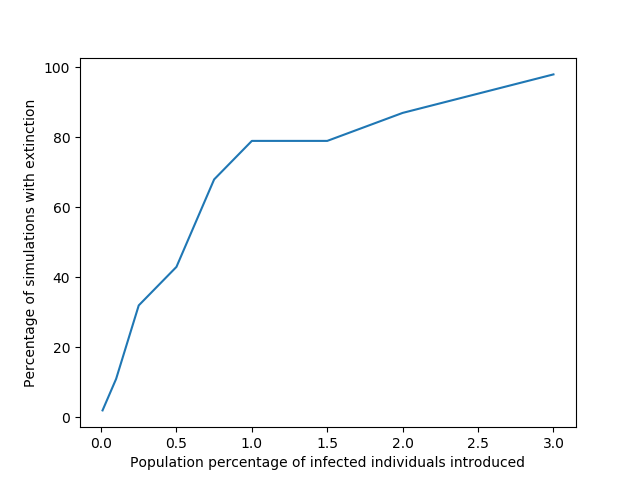 100
80
60
40
20
0
Percentage of simulations with extinction
0.0 0.5 1.0 1.5 2.0 2.5 3.0
Population percentage of infected individuals introduced